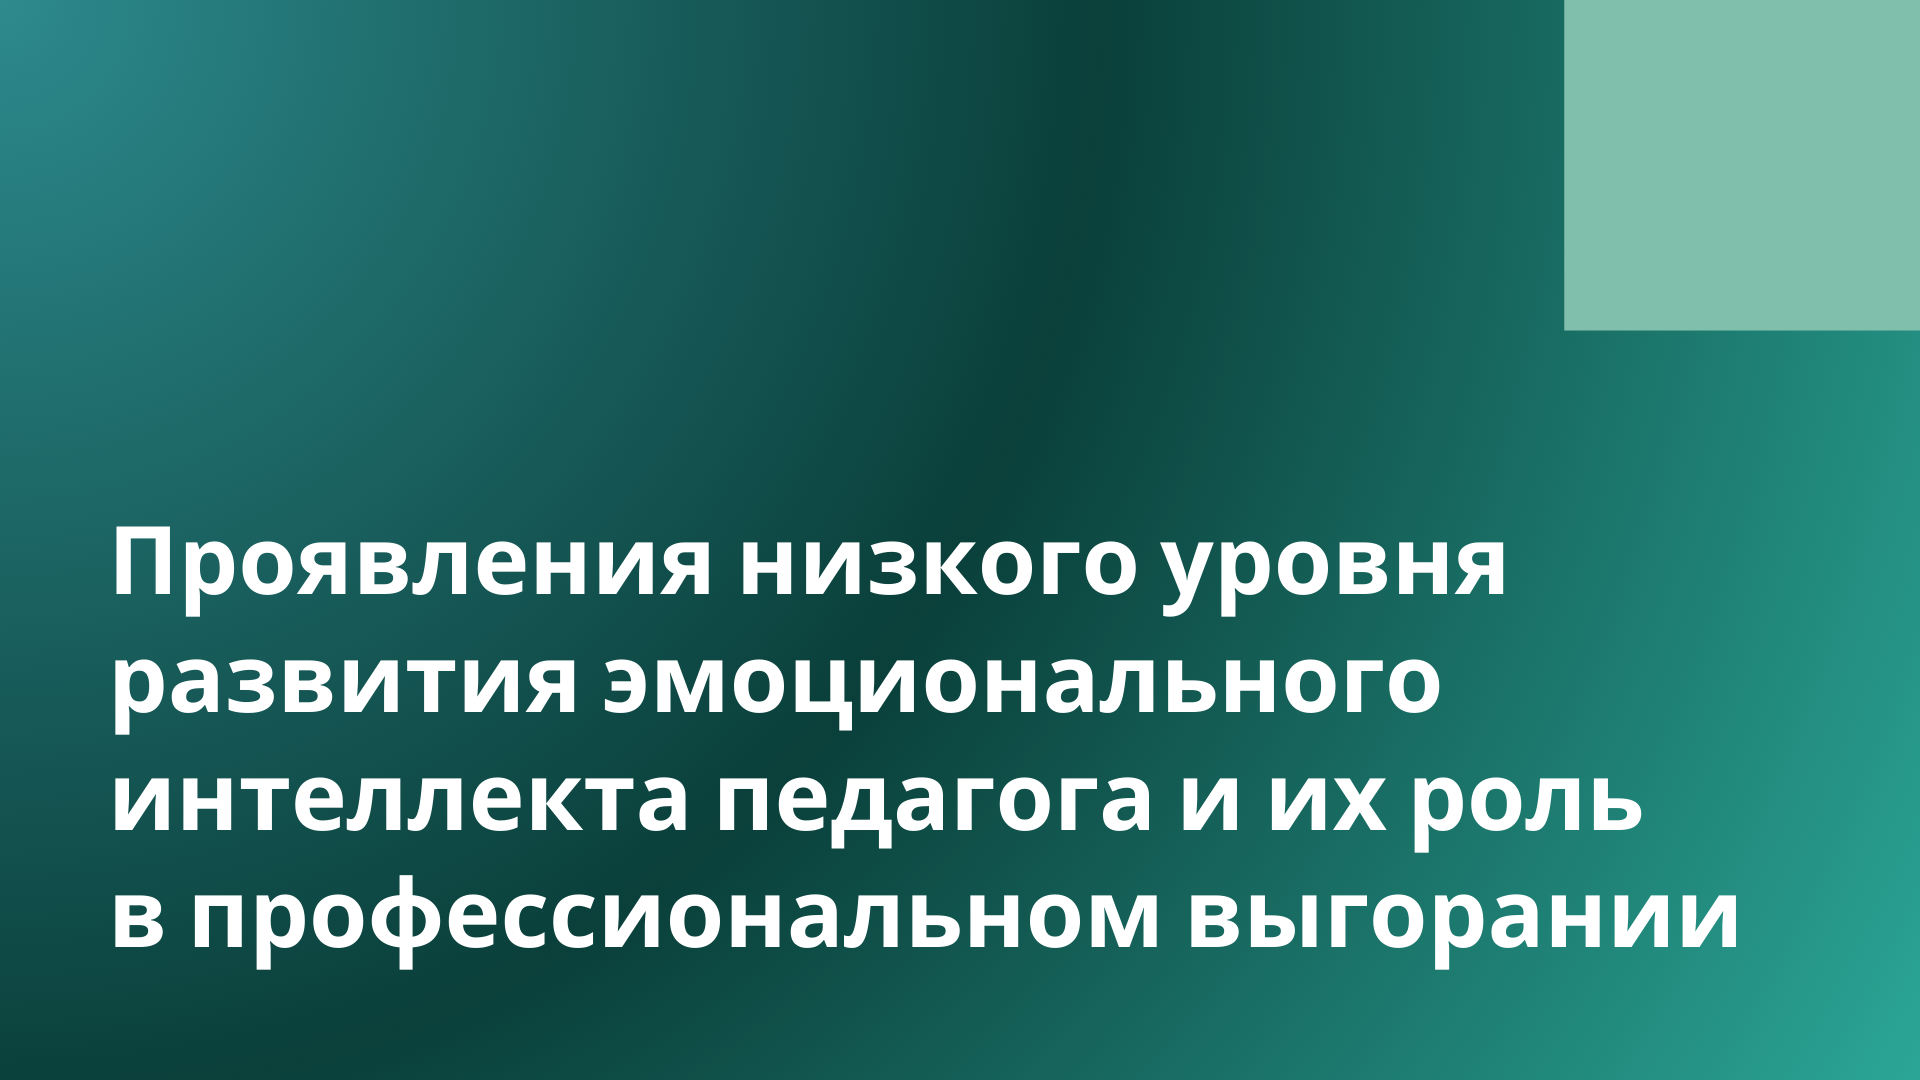 Проявления низкого уровня
развития эмоционального
интеллекта педагога и их роль
в профессиональном выгорании